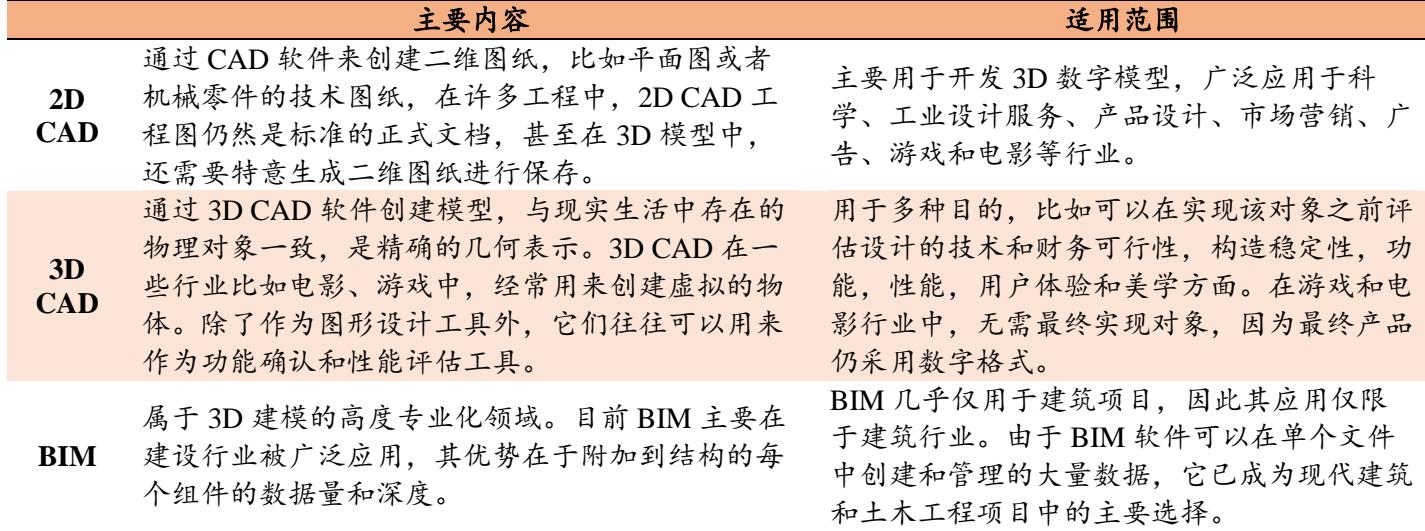 主要内容 适用范围
2D CAD
通过 CAD 软件来创建二维图纸，比如平面图或者
机械零件的技术图纸，在许多工程中，2D CAD 工
程图仍然是标准的正式文档，甚至在 3D 模型中，
还需要特意生成二维图纸进行保存。
主要用于开发 3D 数字模型，广泛应用于科
学、工业设计服务、产品设计、市场营销、广
告、游戏和电影等行业。
3D CAD
通过 3D CAD 软件创建模型，与现实生活中存在的
物理对象一致，是精确的几何表示。3D CAD 在一
些行业比如电影、游戏中，经常用来创建虚拟的物
体。除了作为图形设计工具外，它们往往可以用来
作为功能确认和性能评估工具。
用于多种目的，比如可以在实现该对象之前评
估设计的技术和财务可行性，构造稳定性，功
能，性能，用户体验和美学方面。在游戏和电
影行业中，无需最终实现对象，因为最终产品
仍采用数字格式。
BIM
属于 3D 建模的高度专业化领域。目前 BIM 主要在
建设行业被广泛应用，其优势在于附加到结构的每
个组件的数据量和深度。
BIM 几乎仅用于建筑项目，因此其应用仅限
于建筑行业。由于 BIM 软件可以在单个文件
中创建和管理的大量数据，它已成为现代建筑
和土木工程项目中的主要选择。